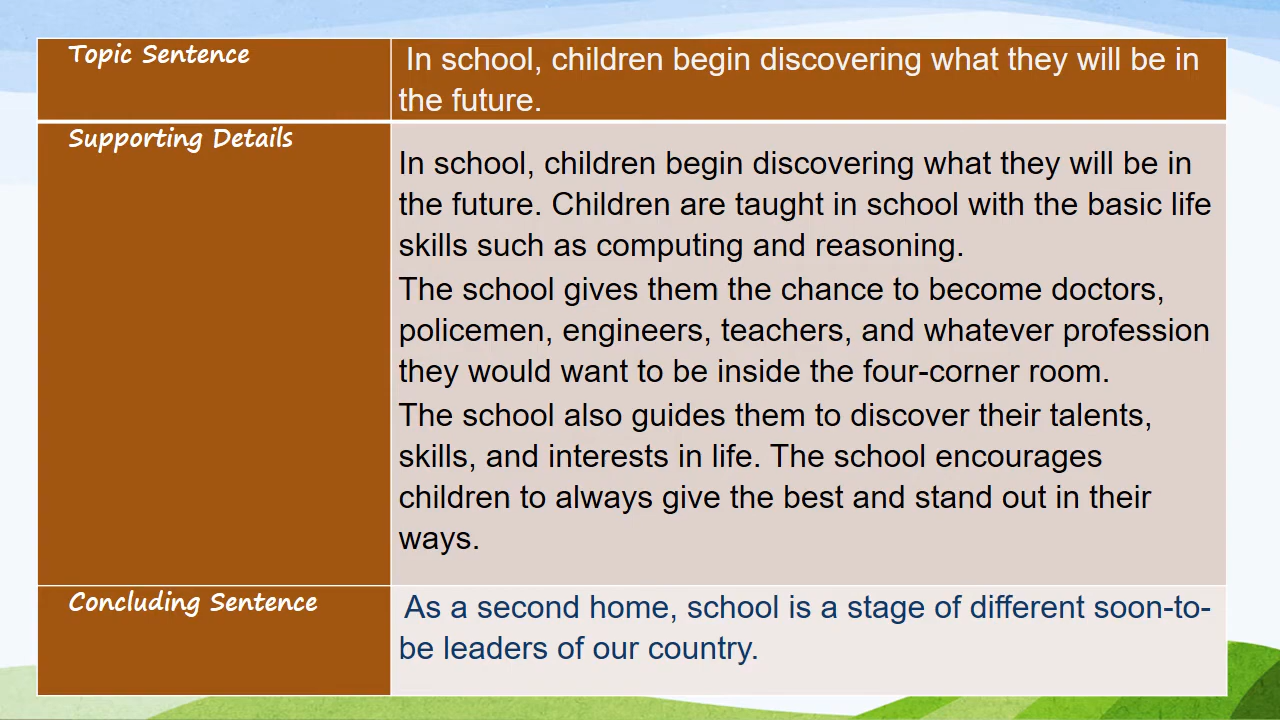 Topic Sentence
In school, children begin discovering what they will be in
the future.
Supporting Details
In school, children begin discovering what they will be in
the future. Children are taught in school with the basic life
skills such as computing and reasoning.
The school gives them the chance to become doctors,
policemen, engineers, teachers, and whatever profession
they would want to be inside the four-corner room.
The school also guides them to discover their talents,
skills, and interests in life. The school encourages
children to always give the best and stand out in their
ways.
Concluding Sentence
As a second home, school is a stage of different soon-to-
be leaders of our country.